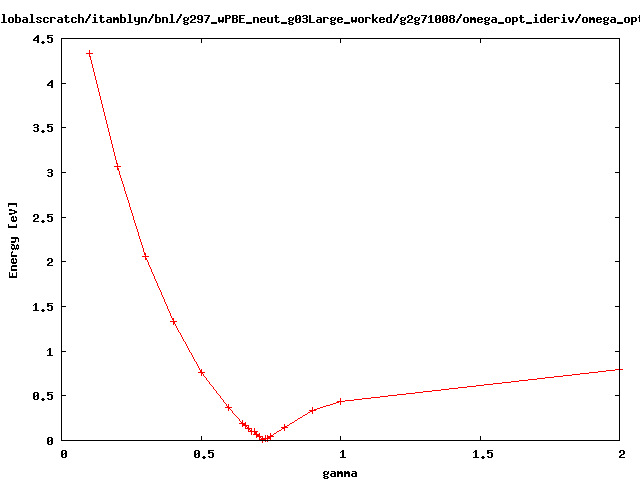 lobalscratch/itamblyn/bnl/g297_wPBE_neut_g03Large_worked/g2g71008/omega_opt_ideriv/omega_opt
4.5
4
3.5
3
2.5
2
1.5
1
0.5
0
Energy [eV]
0 0.5 1 1.5 2
gamma